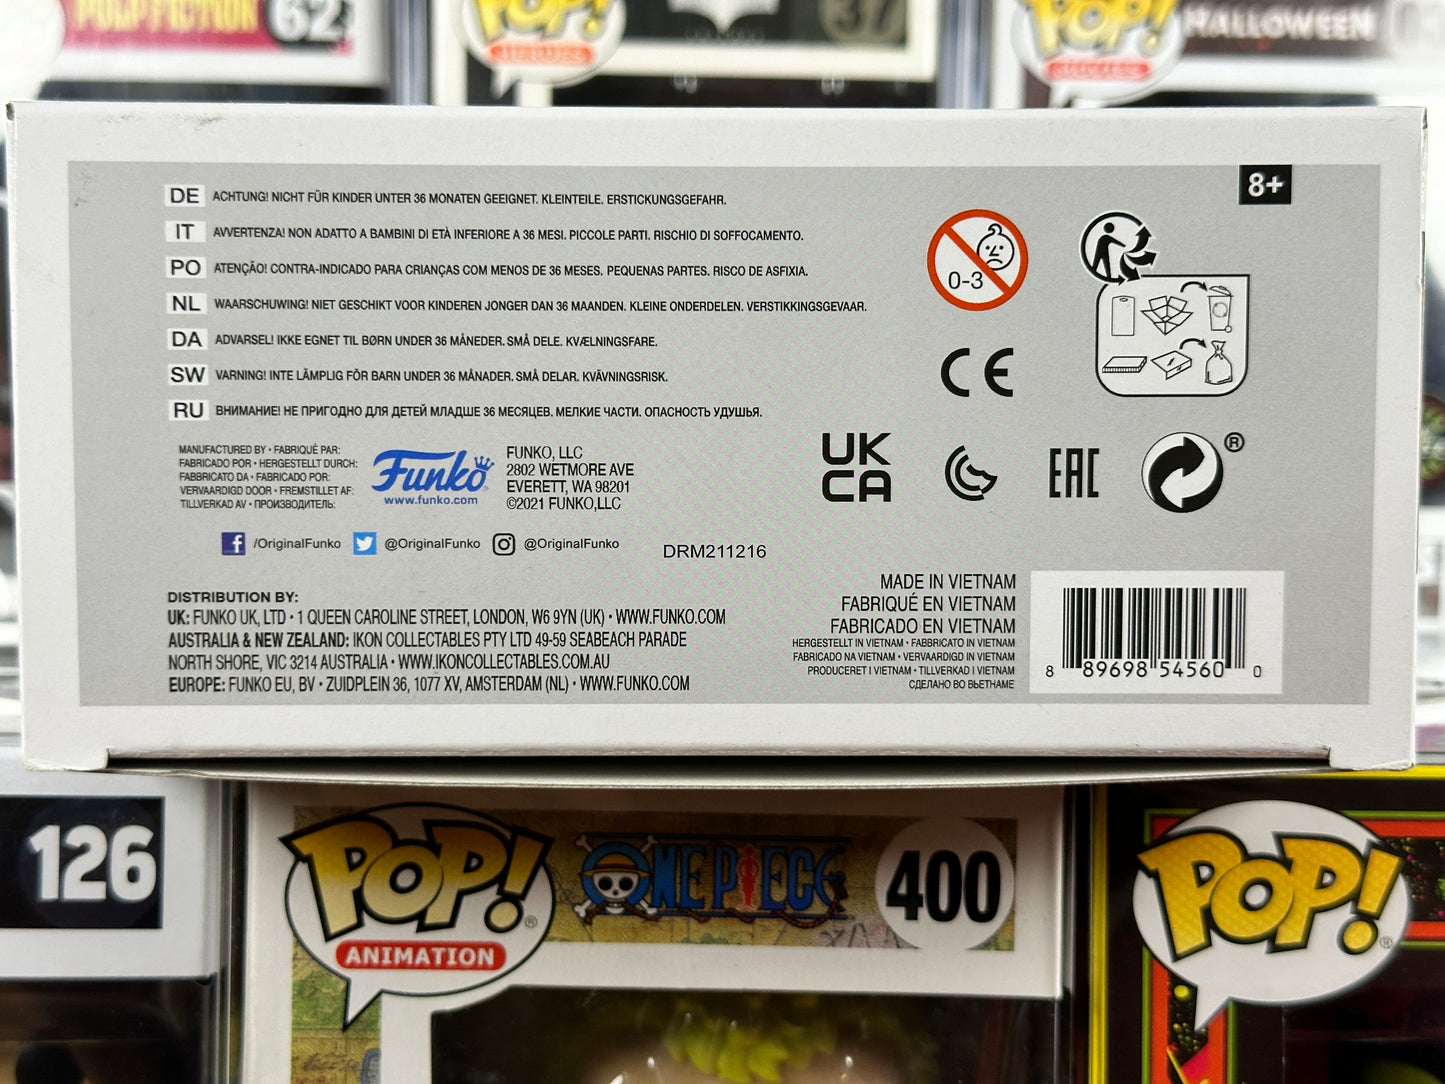 PULP FICTION 62
POP!
HEROES
37
POP!
MOVIES
HALLOWEEN 03
8+
DE ACHTUNG! NICHT FÜR KINDER UNTER 36 MONATEN GEEIGNET. KLEINTEILE. ERSTICKUNGSGEFAHR.
IT AVVERTENZA! NON ADATTO A BAMBINI DI ETÀ INFERIORE A 36 MESI. PICCOLE PARTI. RISCHIO DI SOFFOCAMENTO.
PO ATENÇÃO! CONTRA-INDICADO PARA CRIANÇAS COM MENOS DE 36 MESES. PEQUENAS PARTES. RISCO DE ASFIXIA.
NL WAARSCHUWING! NIET GESCHIKT VOOR KINDEREN JONGER DAN 36 MAANDEN. KLEINE ONDERDELEN. VERSTIKKINGSGEVAAR.
DA ADVARSEL! IKKE EGNET TIL BØRN UNDER 36 MÅNEDER. SMÅ DELE. KVÆLNINGSFARE.
SW VARNING! INTE LÄMPLIG FÖR BARN UNDER 36 MÅNADER. SMÅ DELAR. KVÄVNINGSRISK.
RU ВНИМАНИЕ! НЕ ПРИГОДНО ДЛЯ ДЕТЕЙ МЛАДШЕ 36 МЕСЯЦЕВ. МЕЛКИЕ ЧАСТИ. ОПАСНОСТЬ УДУШЬЯ.
0-3
CE
UK
CA
EAC
®
MANUFACTURED BY • FABRIQUÉ PAR:
FABRICADO POR • HERGESTELLT DURCH:
FABBRICATO DA • FABRICADO POR:
VERVAARDIGD DOOR • FREMSTILLET AF:
TILLVERKAD AV • ПРОИЗВОДИТЕЛЬ:
Funko
www.funko.com
FUNKO, LLC
2802 WETMORE AVE
EVERETT, WA 98201
©2021 FUNKO,LLC
/OriginalFunko @OriginalFunko @OriginalFunko
DRM211216
DISTRIBUTION BY:
UK: FUNKO UK, LTD • 1 QUEEN CAROLINE STREET, LONDON, W6 9YN (UK) • WWW.FUNKO.COM
AUSTRALIA & NEW ZEALAND: IKON COLLECTABLES PTY LTD 49-59 SEABEACH PARADE
NORTH SHORE, VIC 3214 AUSTRALIA • WWW.IKONCOLLECTABLES.COM.AU
EUROPE: FUNKO EU, BV • ZUIDPLEIN 36, 1077 XV, AMSTERDAM (NL) • WWW.FUNKO.COM
MADE IN VIETNAM
FABRIQUÉ EN VIETNAM
FABRICADO EN VIETNAM
HERGESTELLT IN VIETNAM • FABBRICATO IN VIETNAM
FABRICADO NA VIETNAM • VERVAARDIGD IN VIETNAM
PRODUCERET I VIETNAM • TILLVERKAD I VIETNAM
СДЕЛАНО ВО ВЬЕТНАМЕ
8 89698 54560 0
126
POP!
ANIMATION
ONE PIECE
400
POP!